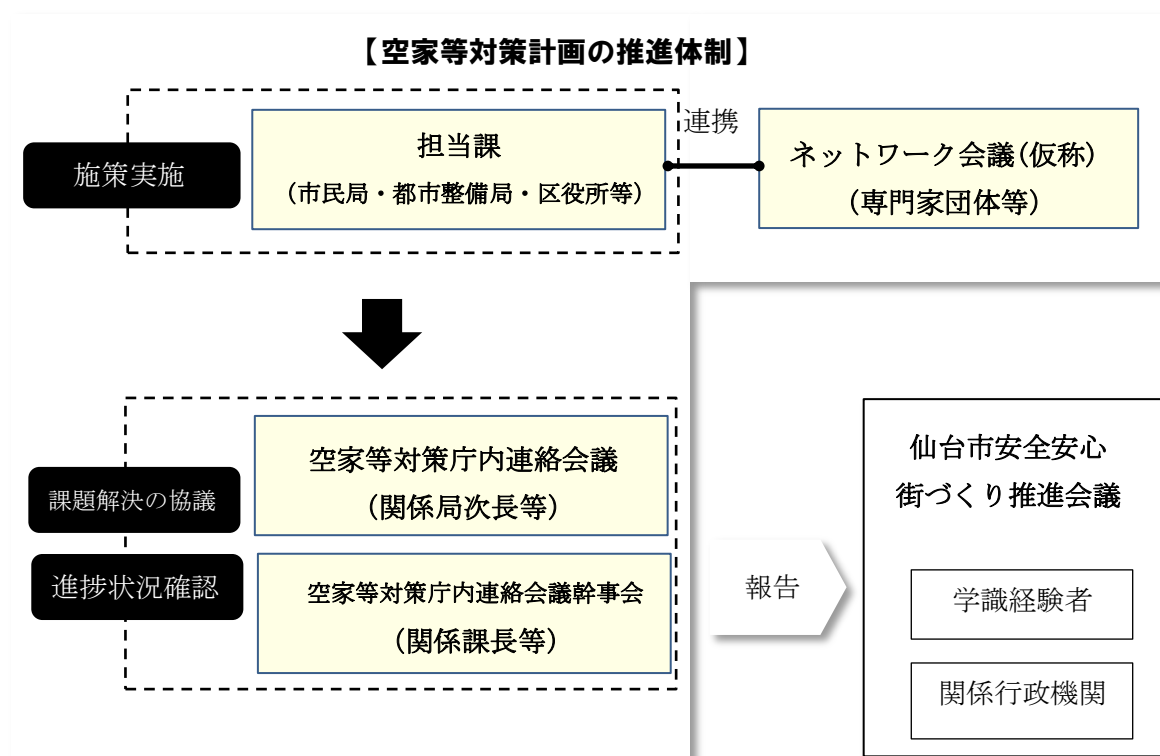 【空家等対策計画の推進体制】
施策実施
担当課
（市民局・都市整備局・区役所等）
連携
ネットワーク会議(仮称)
（専門家団体等）
課題解決の協議
進捗状況確認
空家等対策庁内連絡会議
（関係局次長等）
空家等対策庁内連絡会議幹事会
（関係課長等）
報告
仙台市安全安心
街づくり推進会議
学識経験者
関係行政機関